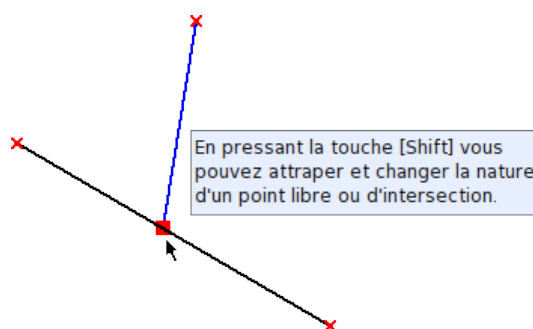 En pressant la touche [Shift] vous
pouvez attraper et changer la nature
d'un point libre ou d'intersection.